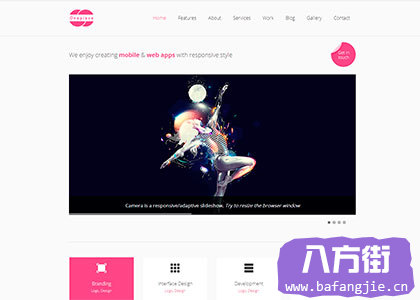 Onepiece
Home Features About Services Work Blog Gallery Contact
We enjoy creating mobile & web apps with responsive style
Get in
touch
Camera is a responsive/adaptive slideshow. Try to resize the browser window
Branding Interface Design Development
Logo, Design Logo, Design Logo, Design
八方街
www.bafangjie.cn